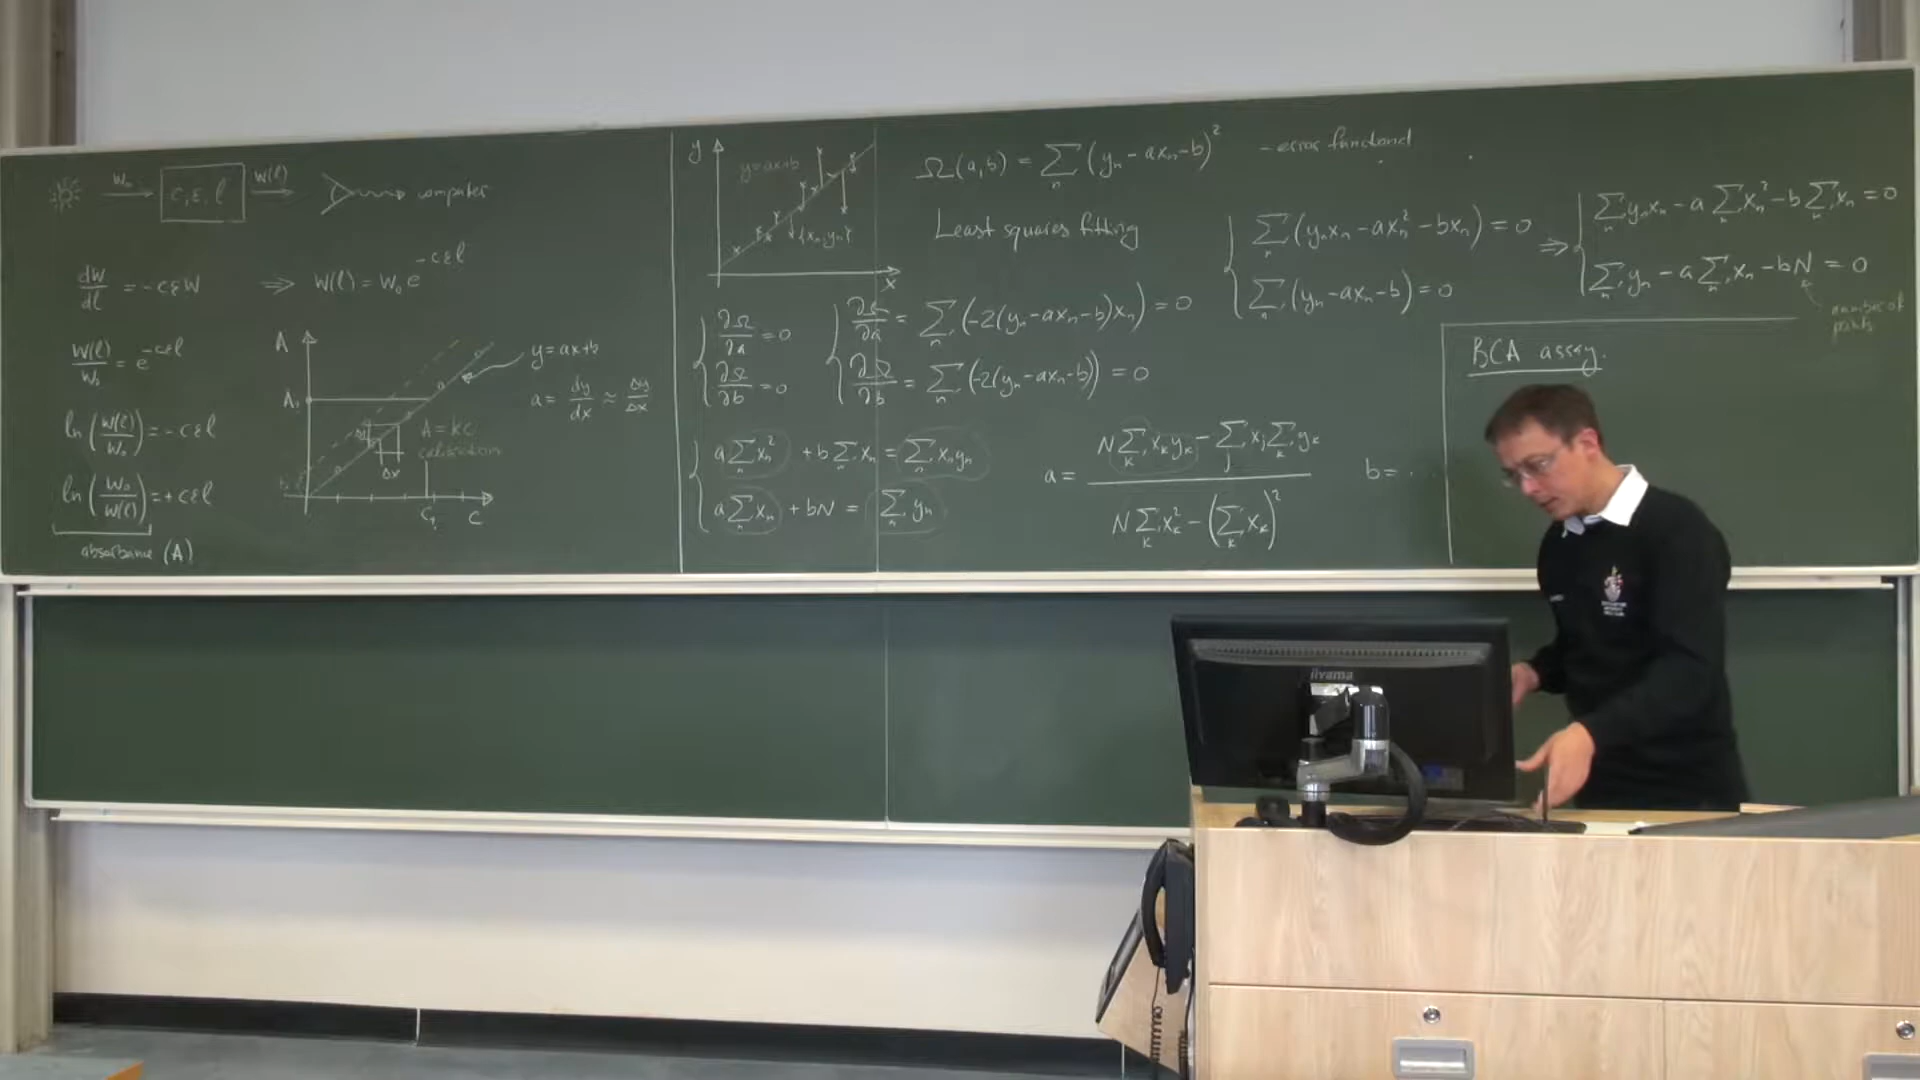 W₀ C, ε, l W(l) computer
dW/dl = -cεW ⇒ W(l) = W₀e^(-cεl)
W(l)/W₀ = e^(-cεl)
ln(W(l)/W₀) = -cεl
ln(W₀/W(l)) = +cεl
absorbance (A)
A
y = ax+b
a = dy/dx ≈ Δy/Δx
A₁
A = kc
calibration
Δx
b
C₁ C
y
y=ax+b
{xₙ, yₙ}
x
Ω(a,b) = Σₙ (yₙ - axₙ - b)² - error functional
Least squares fitting
{ ∂Ω/∂a = 0
∂Ω/∂b = 0
{ ∂Ω/∂a = Σₙ (-2(yₙ - axₙ - b)xₙ) = 0
∂Ω/∂b = Σₙ (-2(yₙ - axₙ - b)) = 0
{ Σₙ (yₙxₙ - axₙ² - bxₙ) = 0
Σₙ (yₙ - axₙ - b) = 0
⇒ { Σₙ yₙxₙ - a Σₙ xₙ² - b Σₙ xₙ = 0
Σₙ yₙ - a Σₙ xₙ - bN = 0
number of
points
{ a Σₙ xₙ² + b Σₙ xₙ = Σₙ xₙyₙ
a Σₙ xₙ + bN = Σₙ yₙ
a = (N Σₖ xₖyₖ - Σⱼ xⱼ Σₖ yₖ) / (N Σₖ xₖ² - (Σₖ xₖ)²)
b = ...
BCA assay.
iiyama